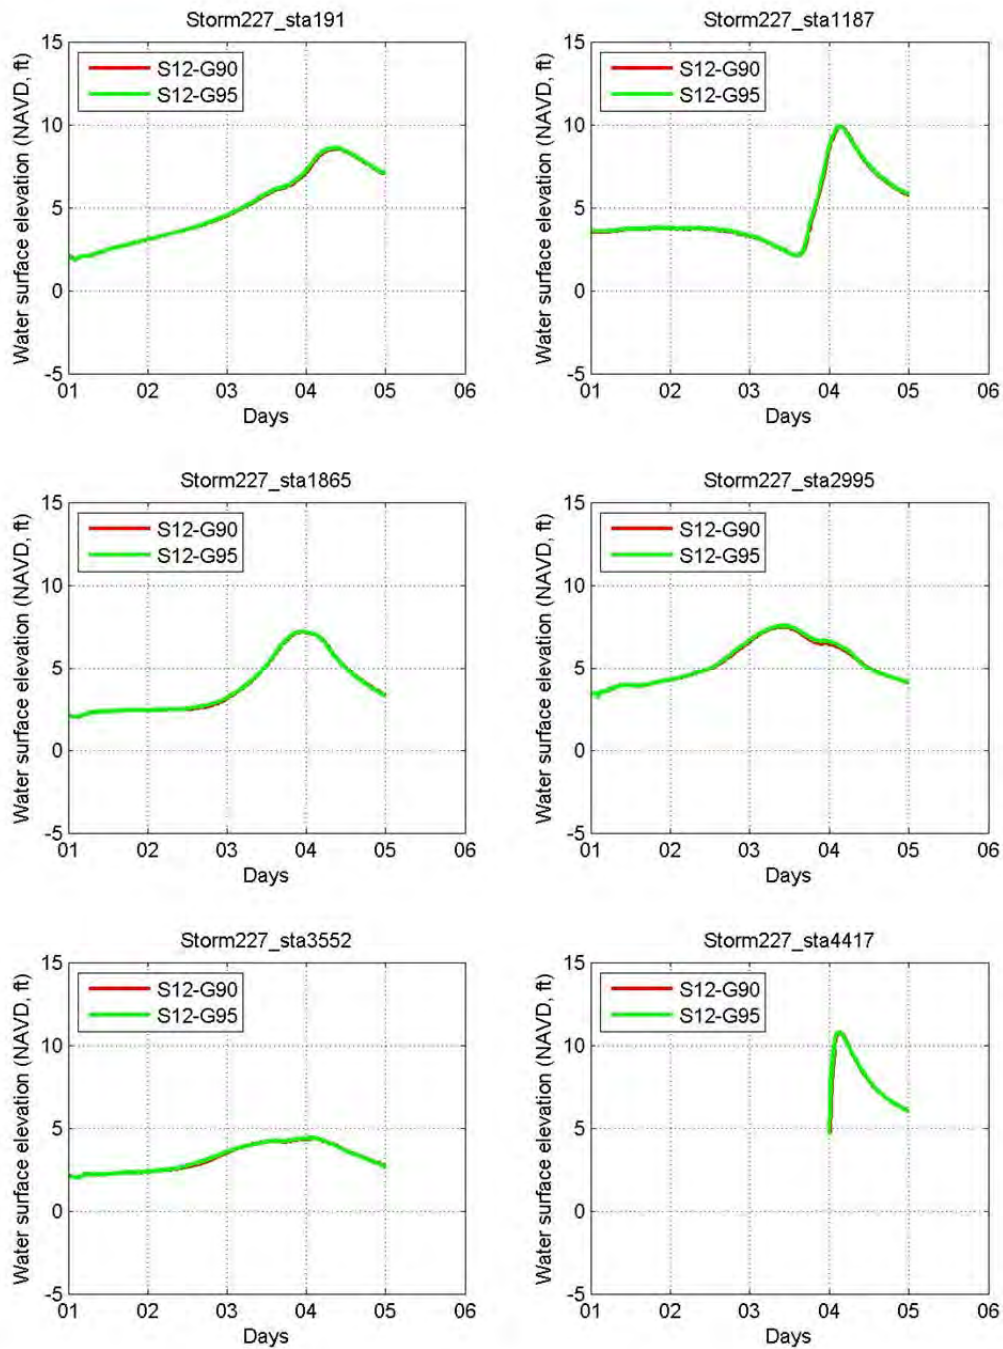 Storm227_sta191
Water surface elevation (NAVD, ft)
15
10
5
0
-5
S12-G90
S12-G95
01 02 03 04 05 06
Days
Storm227_sta1187
Water surface elevation (NAVD, ft)
15
10
5
0
-5
S12-G90
S12-G95
01 02 03 04 05 06
Days
Storm227_sta1865
Water surface elevation (NAVD, ft)
15
10
5
0
-5
S12-G90
S12-G95
01 02 03 04 05 06
Days
Storm227_sta2995
Water surface elevation (NAVD, ft)
15
10
5
0
-5
S12-G90
S12-G95
01 02 03 04 05 06
Days
Storm227_sta3552
Water surface elevation (NAVD, ft)
15
10
5
0
-5
S12-G90
S12-G95
01 02 03 04 05 06
Days
Storm227_sta4417
Water surface elevation (NAVD, ft)
15
10
5
0
-5
S12-G90
S12-G95
01 02 03 04 05 06
Days